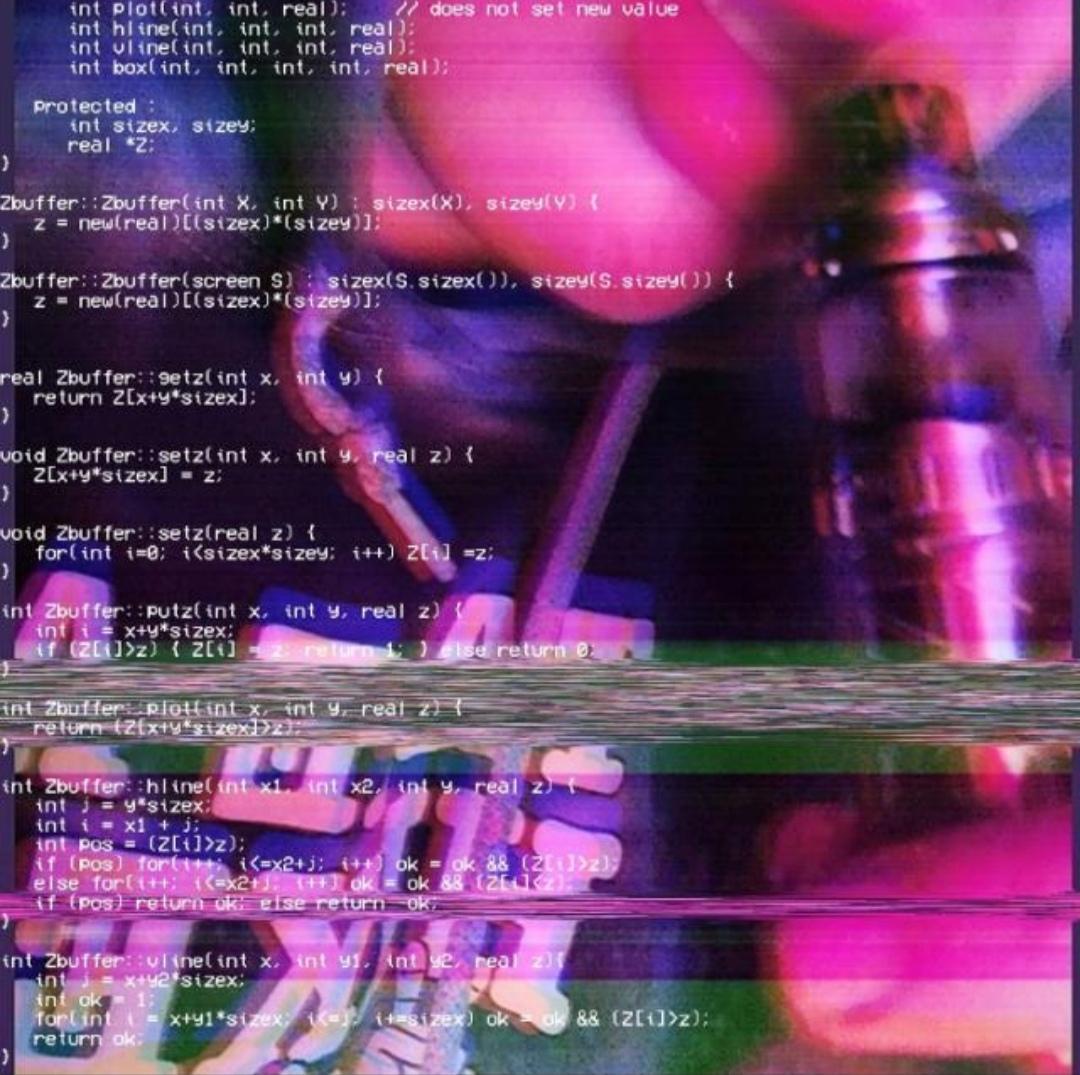 int plot(int, int, real);     // does not set new value
int hline(int, int, int, real);
int vline(int, int, int, real);
int box(int, int, int, int, real);
protected :
int sizex, sizey;
real *Z;
}
Zbuffer::Zbuffer(int X, int Y) : sizex(X), sizey(Y) {
z = new(real)[(sizex)*(sizey)];
}
Zbuffer::Zbuffer(screen S) : sizex(S.sizex()), sizey(S.sizey()) {
z = new(real)[(sizex)*(sizey)];
}
real Zbuffer::getz(int x, int y) {
return Z[x+y*sizex];
}
void Zbuffer::setz(int x, int y, real z) {
Z[x+y*sizex] = z;
}
void Zbuffer::setz(real z) {
for(int i=0; i<sizex*sizey; i++) Z[i] =z;
}
int Zbuffer::putz(int x, int y, real z) {
int i = x+y*sizex;
if (Z[i]>z) { Z[i] = z; return 1; } else return 0;
}
int Zbuffer::plot(int x, int y, real z) {
return (Z[x+y*sizex]>z);
}
int Zbuffer::hline(int x1, int x2, int y, real z) {
int j = y*sizex;
int i = x1 + j;
int pos = (Z[i]>z);
if (pos) for(i++; i<=x2+j; i++) ok = ok && (Z[i]>z);
else for(i++; i<=x2+j; i++) ok = ok && (Z[i]<z);
if (pos) return ok; else return -ok;
}
int Zbuffer::vline(int x, int y1, int y2, real z){
int j = x+y2*sizex;
int ok = 1;
for(int i = x+y1*sizex; i<=j; i+=sizex) ok = ok && (Z[i]>z);
return ok;
}